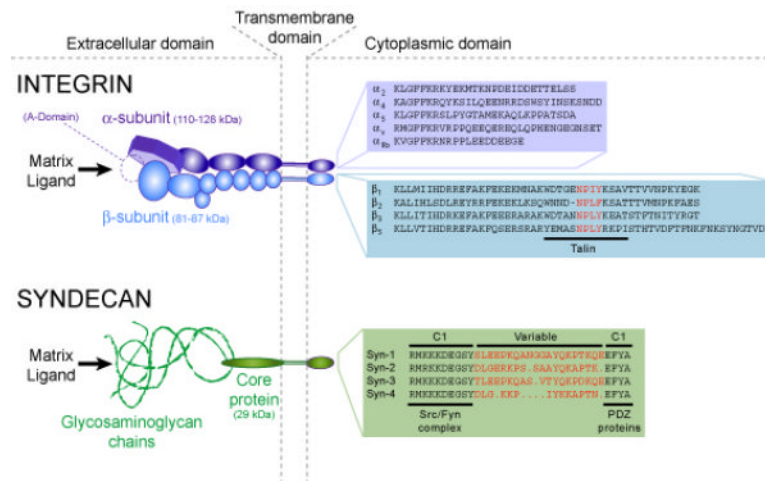 Extracellular domain
Transmembrane
domain
Cytoplasmic domain
INTEGRIN
(A-Domain)
α-subunit (110-128 kDa)
Matrix
Ligand
β-subunit (81-87 kDa)
α2 KLGFFKRKYEKMTKNPDEIDDETTELSS
α4 KAGFFKRQYKSILQEENRRDSWSYINSKSNDD
α5 KLGFFKRSLPYGTAMEKAQLKPPATSDA
αv RMGFFKRVRPPQEEQEREQLQPHENGEGNSET
αIIb KVGFFKRNRPPLEEDDEEGE
β1 KLLMIIHDRREFAKFEKEKMNAKWDTGENPIYKSAVTTVVNPKYEGK
β2 KALIHLSDLREYRRFEKEKLKSQWNND-NPLFKSATTTVMNPKFAES
β3 KLLITIHDRKEFAKFEEERARAKWDTANNPLYKEATSTFTNITYRGT
β5 KLLVTIHDRREFAKFQSERSRARYEMASNPLYRKPISTHTVDFTFNKFNKSYNGTVD
Talin
SYNDECAN
Matrix
Ligand
Core
protein
(29 kDa)
Glycosaminoglycan
chains
C1 Variable C1
Syn-1 RMKKKDEGSYSLEEPKQANGGAYQKPTKQEEFYA
Syn-2 RMRKKDEGSYDLGERKPS.SAAYQKAPTK.EFYA
Syn-3 RMKKKDEGSYTLEEPKQAS.VTYQKPDKQEEFYA
Syn-4 RMKKKDEGSYDLG.KKP....IYKKAPTN.EFYA
Src/Fyn
complex
PDZ
proteins